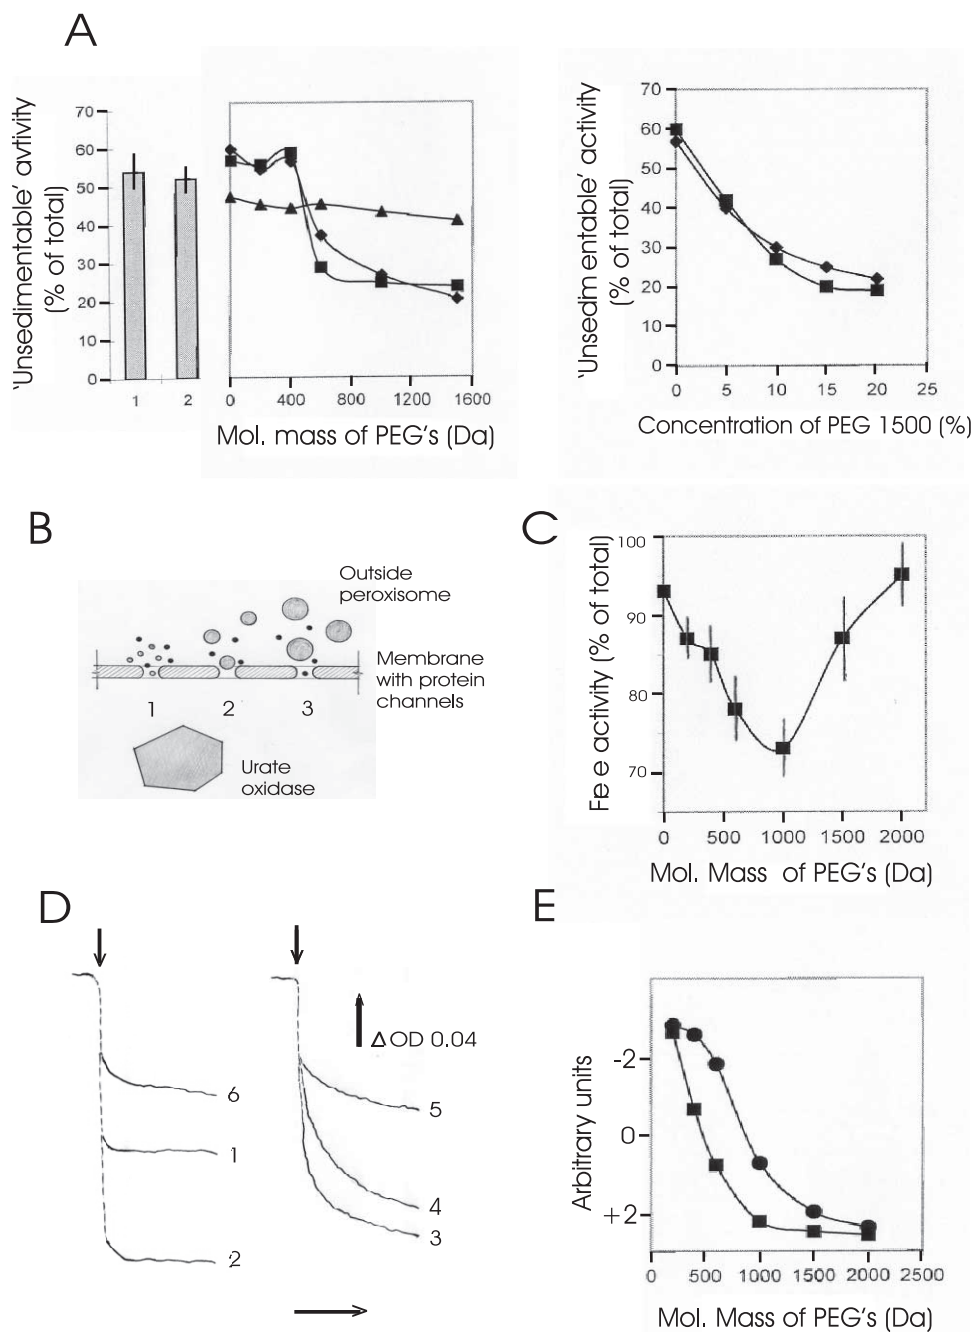 A
'Unsedimentable' avtivity
(% of total)
70
60
50
40
30
20
10
0
1 2
0 400 800 1200 1600
Mol. mass of PEG's (Da)
'Unsedimentable' activity
(% of total)
70
60
50
40
30
20
10
0
0 5 10 15 20 25
Concentration of PEG 1500 (%)
B
Outside
peroxisome
Membrane
with protein
channels
1 2 3
Urate
oxidase
C
Free activity (% of total)
100
90
80
70
0 500 1000 1500 2000
Mol. Mass of PEG's (Da)
D
Δ OD 0.04
6
1
2
5
4
3
E
Arbitrary units
-2
0
+2
0 500 1000 1500 2000 2500
Mol. Mass of PEG's (Da)